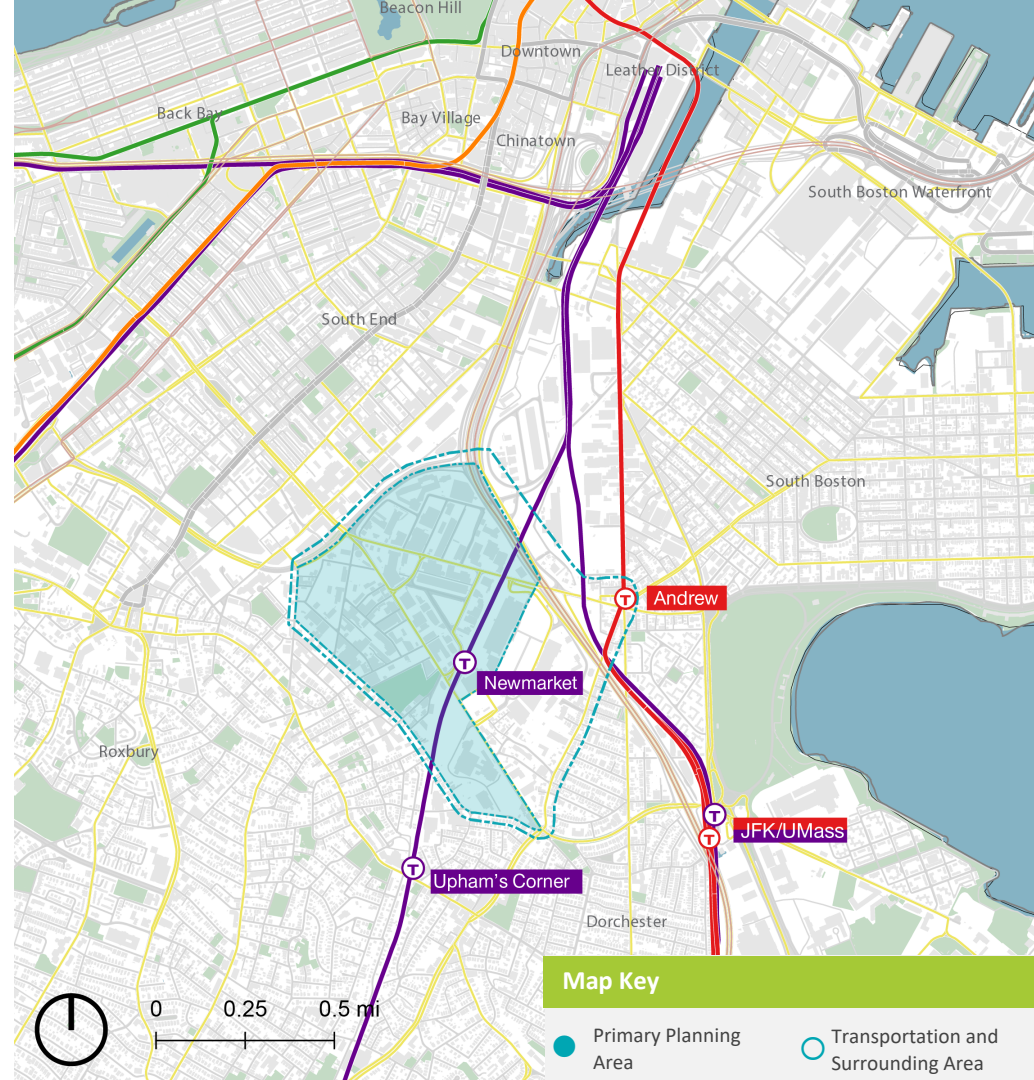 Beacon Hill
Downtown
Leather District
Back Bay
Bay Village
Chinatown
South Boston Waterfront
South End
South Boston
T
Andrew
T
Newmarket
Roxbury
T
T
JFK/UMass
T
Upham's Corner
Dorchester
0 0.25 0.5 mi
Map Key
Primary Planning
Area
Transportation and
Surrounding Area